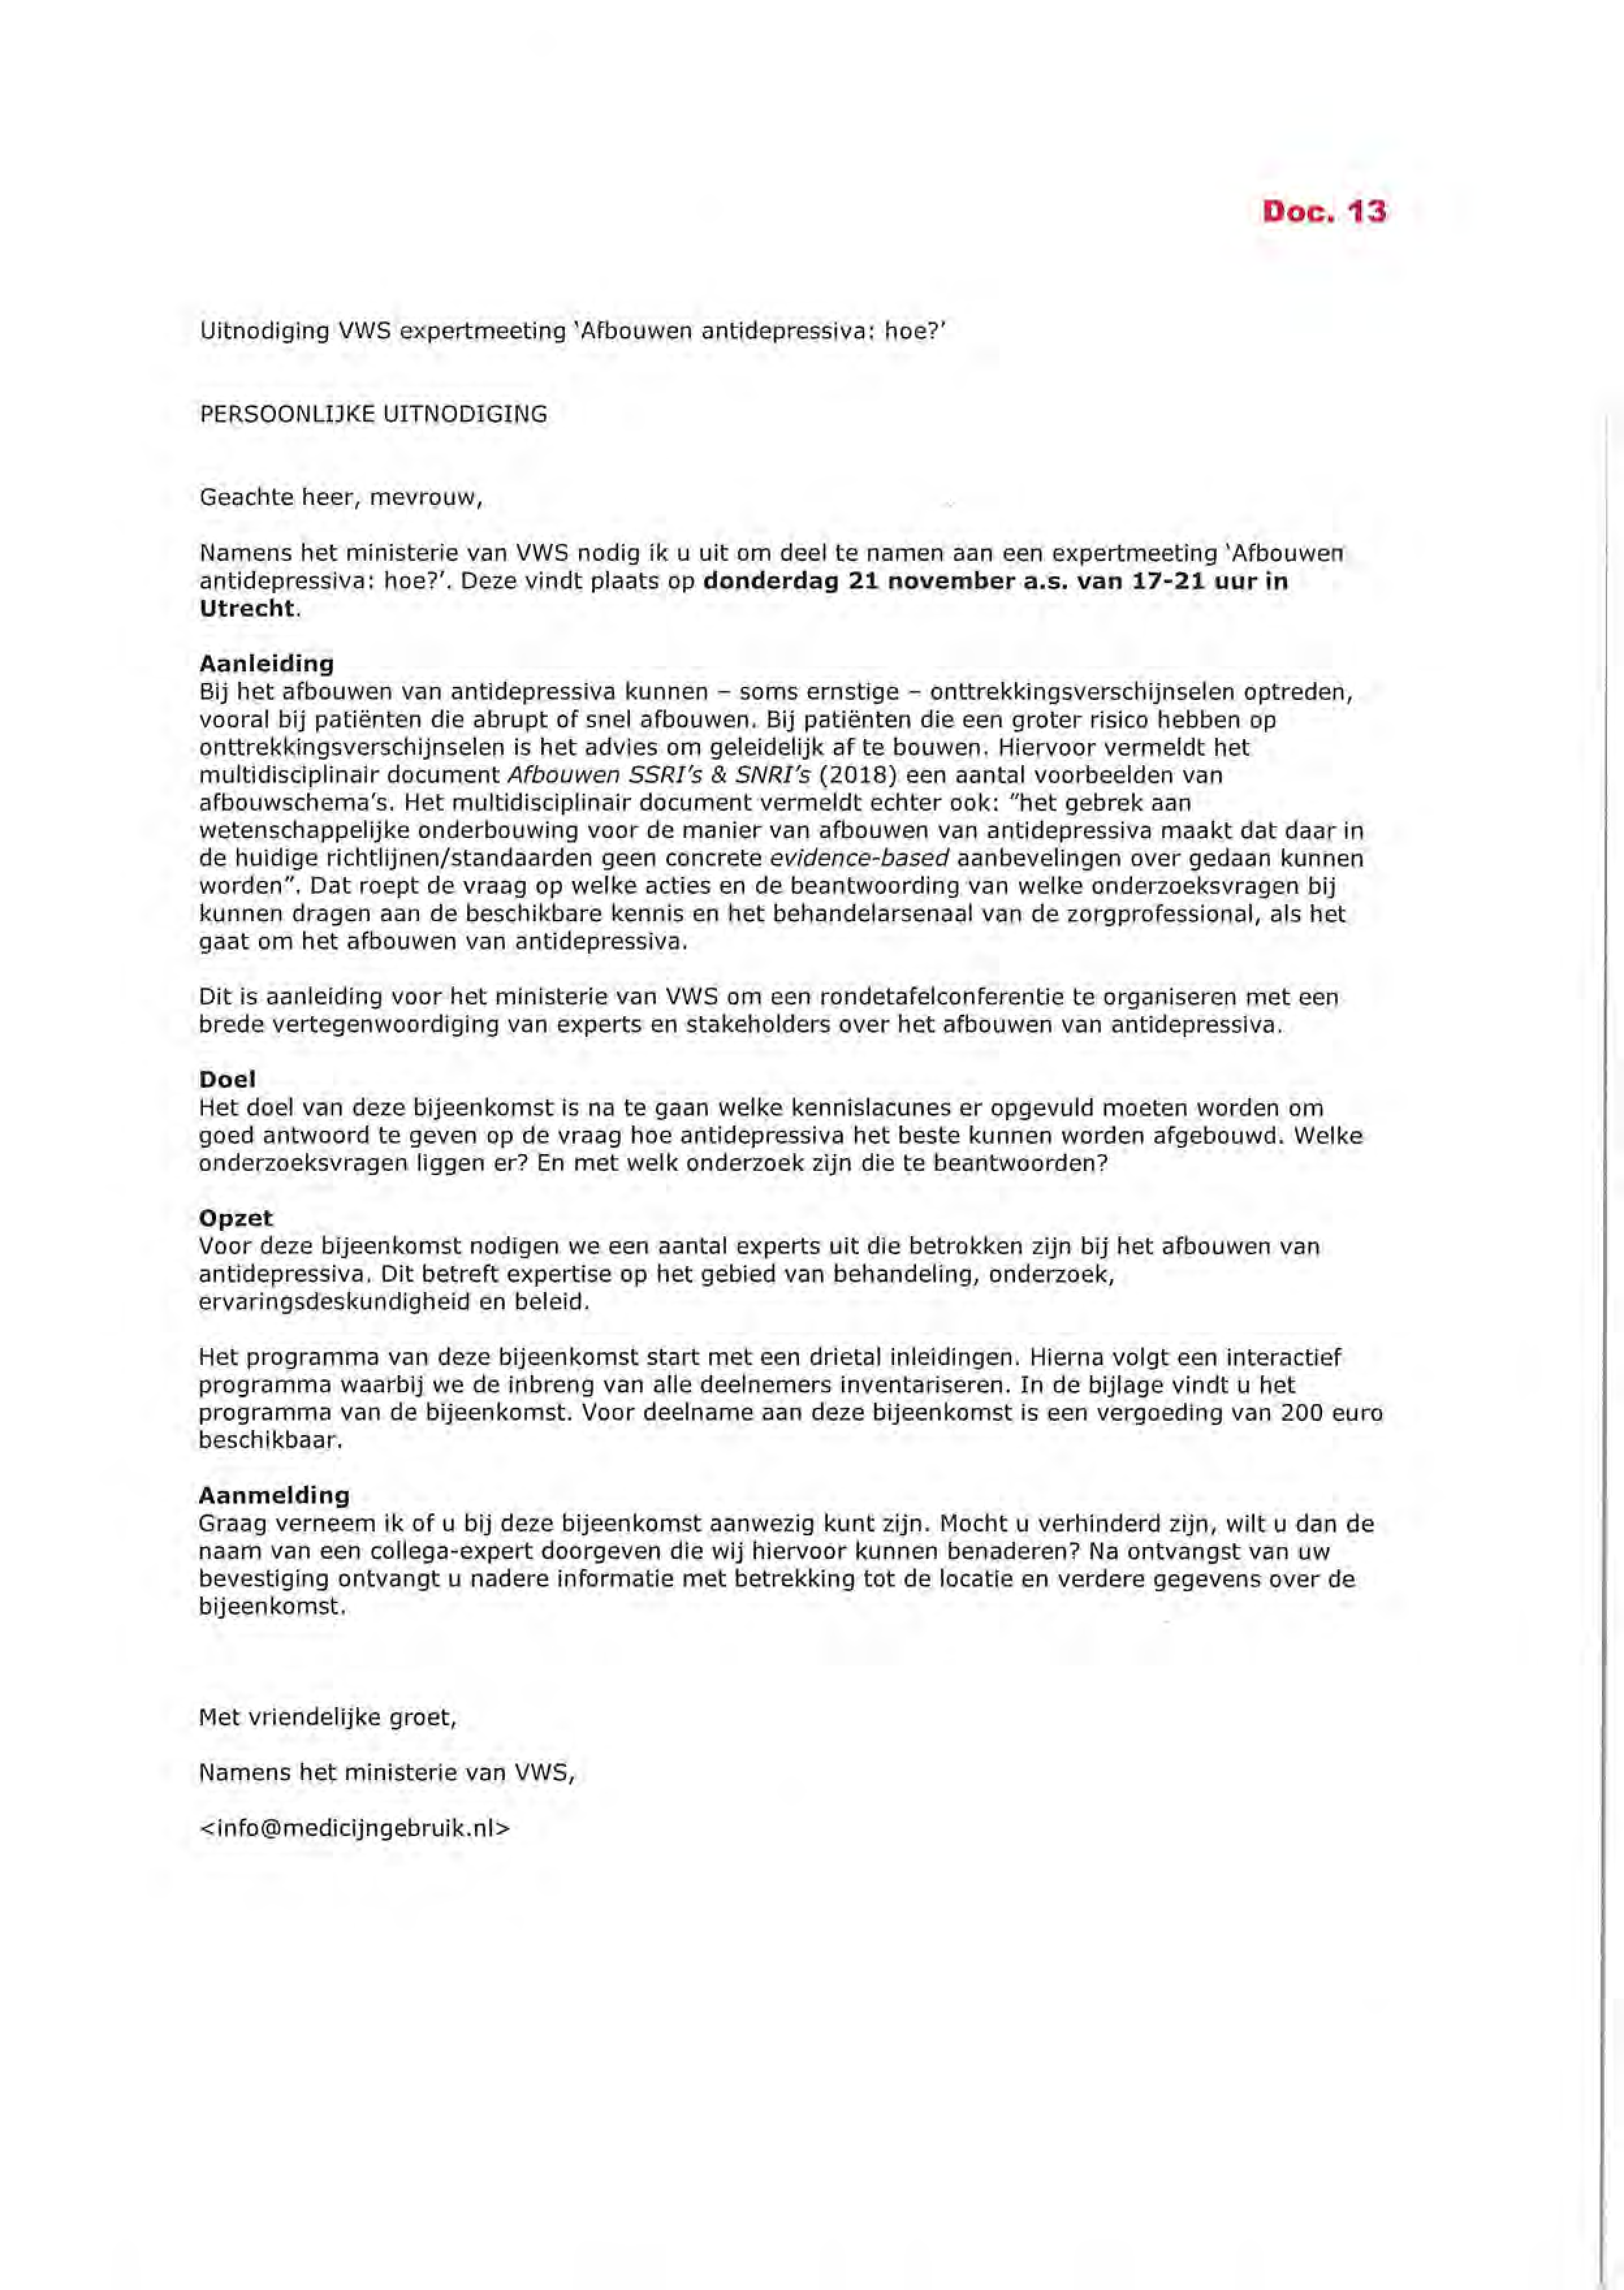 Doc. 13
Uitnodiging VWS expertmeeting 'Afbouwen antidepressiva: hoe?'
PERSOONLIJKE UITNODIGING
Geachte heer, mevrouw,
Namens het ministerie van VWS nodig ik u uit om deel te namen aan een expertmeeting 'Afbouwen
antidepressiva: hoe?'. Deze vindt plaats op donderdag 21 november a.s. van 17-21 uur in
Utrecht.
Aanleiding
Bij het afbouwen van antidepressiva kunnen – soms ernstige – onttrekkingsverschijnselen optreden,
vooral bij patiënten die abrupt of snel afbouwen. Bij patiënten die een groter risico hebben op
onttrekkingsverschijnselen is het advies om geleidelijk af te bouwen. Hiervoor vermeldt het
multidisciplinair document Afbouwen SSRI's & SNRI's (2018) een aantal voorbeelden van
afbouwschema's. Het multidisciplinair document vermeldt echter ook: "het gebrek aan
wetenschappelijke onderbouwing voor de manier van afbouwen van antidepressiva maakt dat daar in
de huidige richtlijnen/standaarden geen concrete evidence-based aanbevelingen over gedaan kunnen
worden". Dat roept de vraag op welke acties en de beantwoording van welke onderzoeksvragen bij
kunnen dragen aan de beschikbare kennis en het behandelarsenaal van de zorgprofessional, als het
gaat om het afbouwen van antidepressiva.
Dit is aanleiding voor het ministerie van VWS om een rondetafelconferentie te organiseren met een
brede vertegenwoordiging van experts en stakeholders over het afbouwen van antidepressiva.
Doel
Het doel van deze bijeenkomst is na te gaan welke kennislacunes er opgevuld moeten worden om
goed antwoord te geven op de vraag hoe antidepressiva het beste kunnen worden afgebouwd. Welke
onderzoeksvragen liggen er? En met welk onderzoek zijn die te beantwoorden?
Opzet
Voor deze bijeenkomst nodigen we een aantal experts uit die betrokken zijn bij het afbouwen van
antidepressiva. Dit betreft expertise op het gebied van behandeling, onderzoek,
ervaringsdeskundigheid en beleid.
Het programma van deze bijeenkomst start met een drietal inleidingen. Hierna volgt een interactief
programma waarbij we de inbreng van alle deelnemers inventariseren. In de bijlage vindt u het
programma van de bijeenkomst. Voor deelname aan deze bijeenkomst is een vergoeding van 200 euro
beschikbaar.
Aanmelding
Graag verneem ik of u bij deze bijeenkomst aanwezig kunt zijn. Mocht u verhinderd zijn, wilt u dan de
naam van een collega-expert doorgeven die wij hiervoor kunnen benaderen? Na ontvangst van uw
bevestiging ontvangt u nadere informatie met betrekking tot de locatie en verdere gegevens over de
bijeenkomst.
Met vriendelijke groet,
Namens het ministerie van VWS,
<info@medicijngebruik.nl>